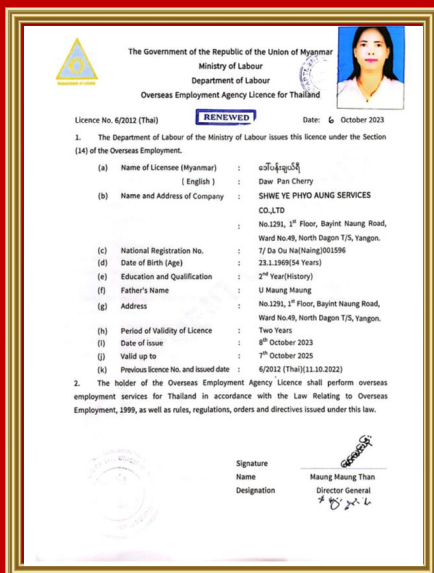 The Government of the Republic of the Union of Myanmar
Ministry of Labour
Department of Labour
Overseas Employment Agency Licence for Thailand
Licence No. 6/2012 (Thai) RENEWED Date: 6 October 2023
1. The Department of Labour of the Ministry of Labour issues this licence under the Section
(14) of the Overseas Employment.
(a) Name of Licensee (Myanmar) : ဒေါ်ပန်းချယ်ရီ
( English ) : Daw Pan Cherry
(b) Name and Address of Company : SHWE YE PHYO AUNG SERVICES
CO.,LTD
: No.1291, 1st Floor, Bayint Naung Road,
Ward No.49, North Dagon T/S, Yangon.
(c) National Registration No. : 7/ Da Ou Na(Naing)001596
(d) Date of Birth (Age) : 23.1.1969(54 Years)
(e) Education and Qualification : 2nd Year(History)
(f) Father's Name : U Maung Maung
(g) Address : No.1291, 1st Floor, Bayint Naung Road,
Ward No.49, North Dagon T/S, Yangon.
(h) Period of Validity of Licence : Two Years
(I) Date of issue : 8th October 2023
(j) Valid up to : 7th October 2025
(k) Previous licence No. and issued date : 6/2012 (Thai)(11.10.2022)
2. The holder of the Overseas Employment Agency Licence shall perform overseas
employment services for Thailand in accordance with the Law Relating to Overseas
Employment, 1999, as well as rules, regulations, orders and directives issued under this law.
Signature
Name Maung Maung Than
Designation Director General